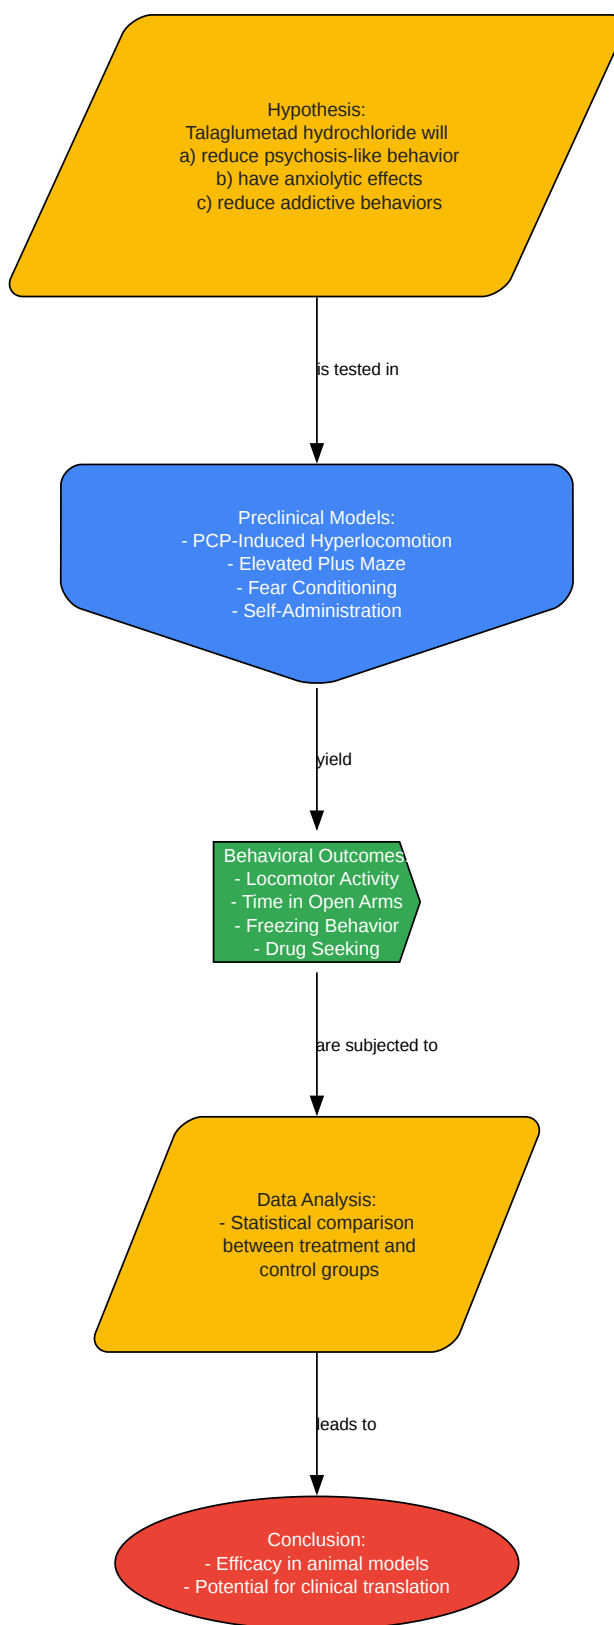 Hypothesis:
Talaglumetad hydrochloride will
a) reduce psychosis-like behavior
b) have anxiolytic effects
c) reduce addictive behaviors
is tested in
Preclinical Models:
- PCP-Induced Hyperlocomotion
- Elevated Plus Maze
- Fear Conditioning
- Self-Administration
yield
Behavioral Outcomes:
- Locomotor Activity
- Time in Open Arms
- Freezing Behavior
- Drug Seeking
are subjected to
Data Analysis:
- Statistical comparison
between treatment and
control groups
leads to
Conclusion:
- Efficacy in animal models
- Potential for clinical translation